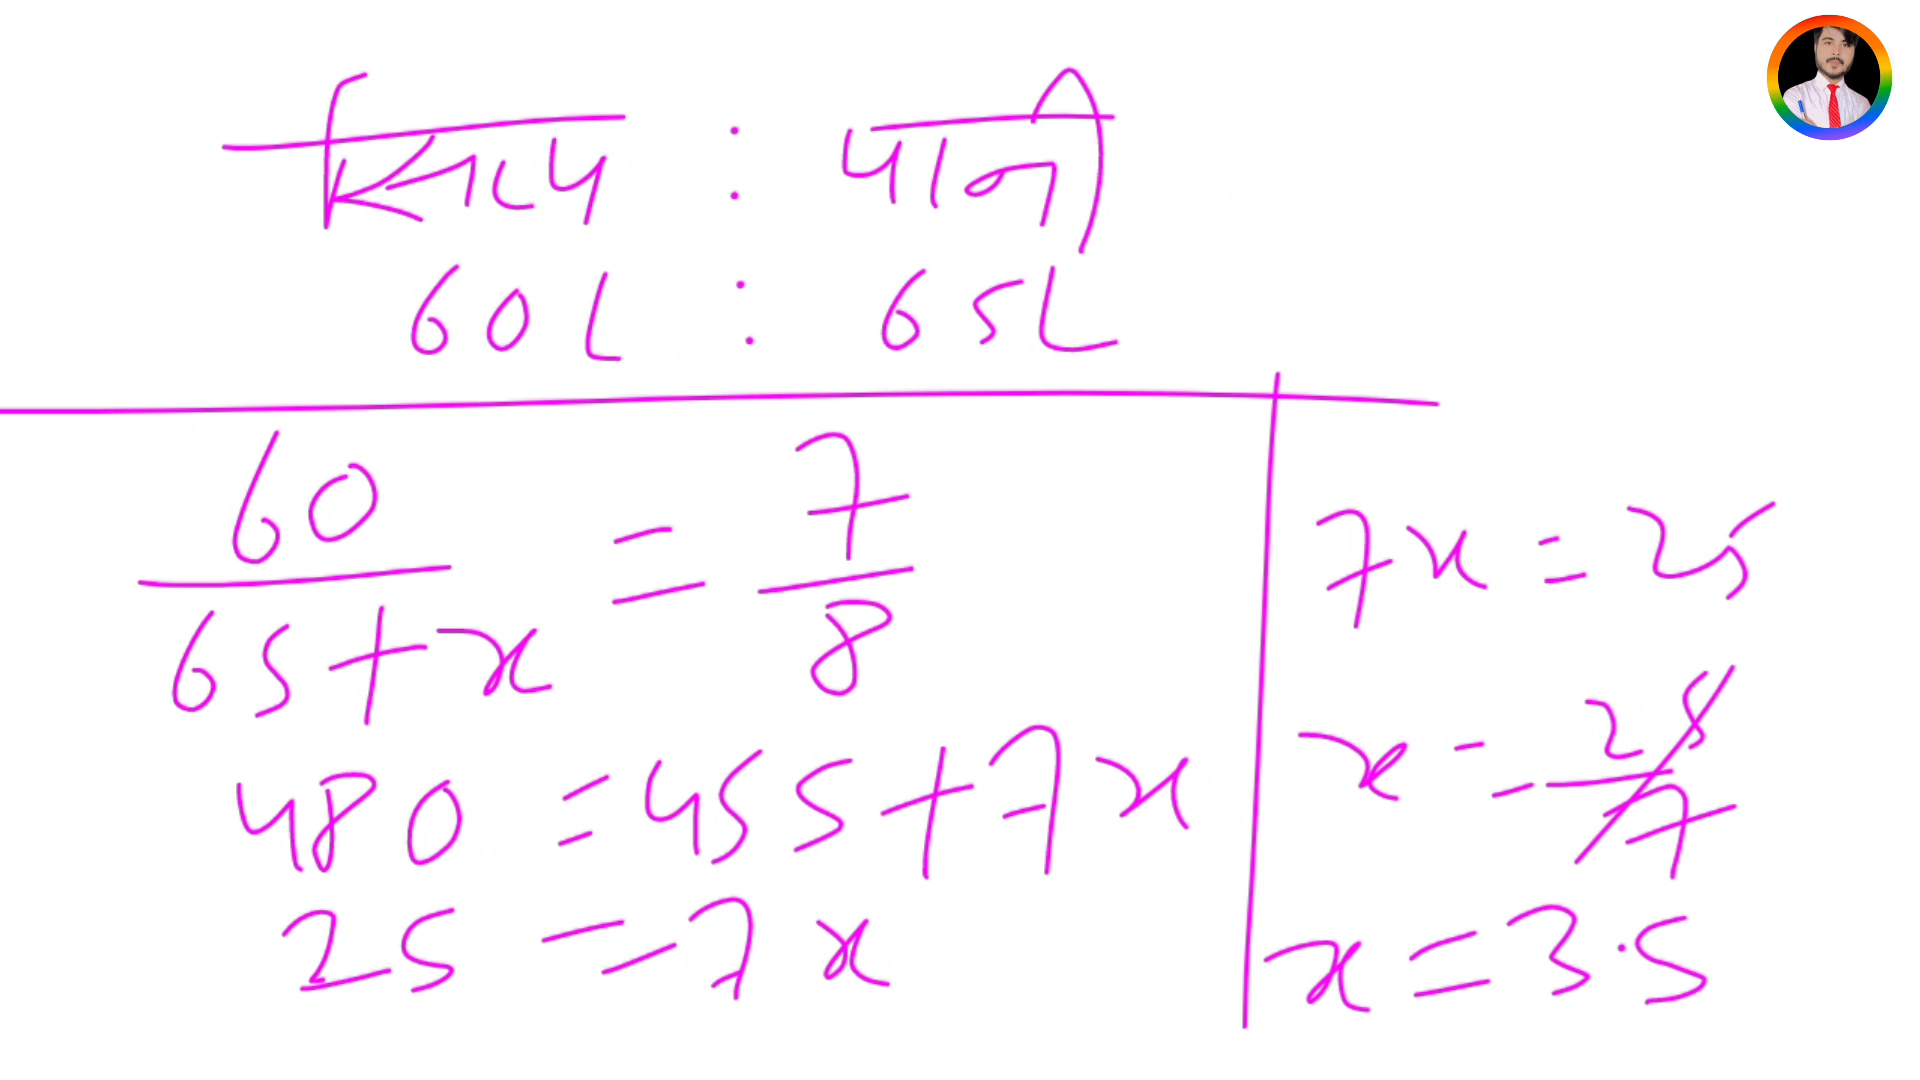 सिरप : पानी
60L : 65L
60/65+x = 7/8
480 = 455+7x
25 = 7x
7x = 25
x = 25/7
x = 3.5